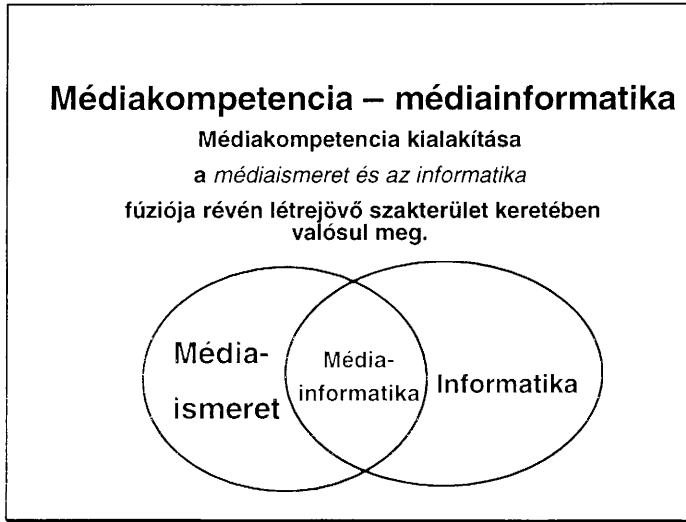 Médiakompetencia – médiainformatika
Médiakompetencia kialakítása
a médiaismeret és az informatika
fúziója révén létrejövő szakterület keretében
valósul meg.
Média-
ismeret
Média-
informatika
Informatika